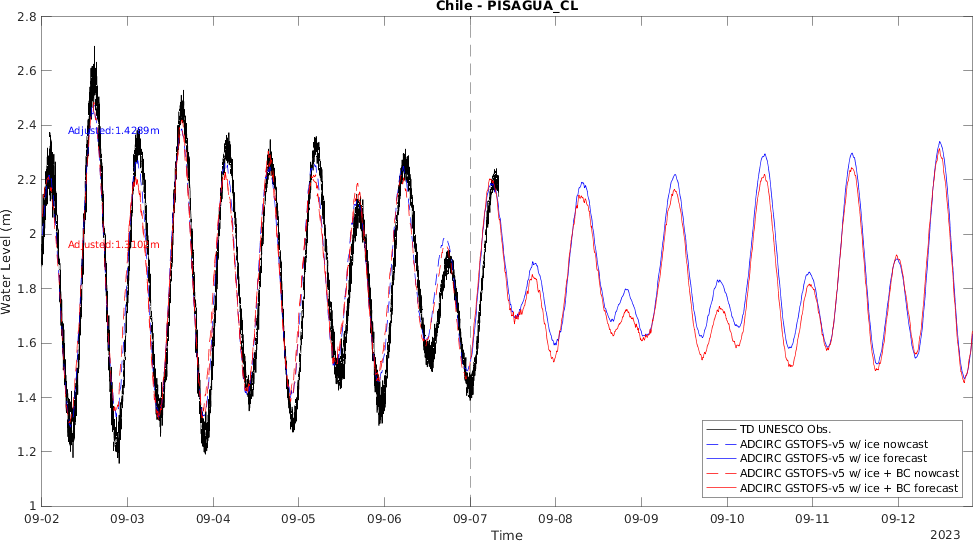 Chile - PISAGUA_CL
Water Level (m)
2.8
2.6
2.4
2.2
2
1.8
1.6
1.4
1.2
1
Adjusted:1.4289m
TD UNESCO Obs.
ADCIRC GSTOFS-v5 w/ ice nowcast
ADCIRC GSTOFS-v5 w/ ice forecast
ADCIRC GSTOFS-v5 w/ ice + BC nowcast
ADCIRC GSTOFS-v5 w/ ice + BC forecast
09-02
09-03
09-04
09-05
09-06
09-07
09-08
09-09
09-10
09-11
09-12
Time
2023